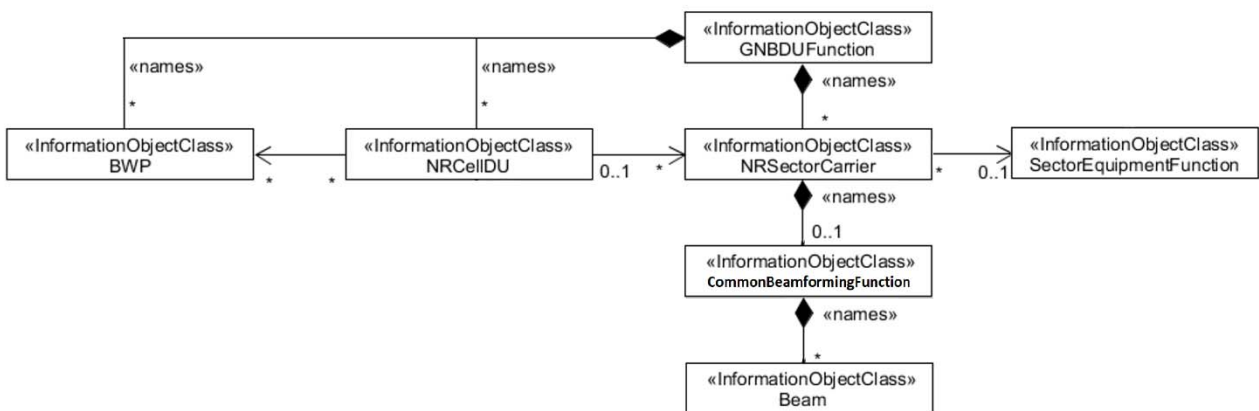 «InformationObjectClass»
GNBDUFunction
«names»
«names»
«names»
*
*
*
«InformationObjectClass»
BWP
«InformationObjectClass»
NRCellDU
«InformationObjectClass»
NRSectorCarrier
«InformationObjectClass»
SectorEquipmentFunction
*
*
0..1
*
*
0..1
«names»
0..1
«InformationObjectClass»
CommonBeamformingFunction
«names»
*
«InformationObjectClass»
Beam